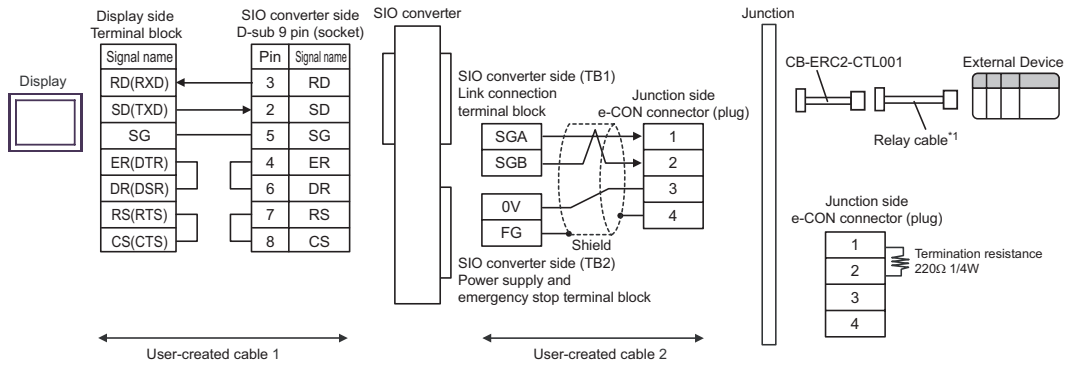 Display
Display side
Terminal block
Signal name
RD(RXD)
SD(TXD)
SG
ER(DTR)
DR(DSR)
RS(RTS)
CS(CTS)
SIO converter side
D-sub 9 pin (socket)
Pin Signal name
3 RD
2 SD
5 SG
4 ER
6 DR
7 RS
8 CS
User-created cable 1
SIO converter
SIO converter side (TB1)
Link connection
terminal block
SGA
SGB
0V
FG
Shield
SIO converter side (TB2)
Power supply and
emergency stop terminal block
Junction side
e-CON connector (plug)
1
2
3
4
User-created cable 2
Junction
CB-ERC2-CTL001
External Device
Relay cable*1
Junction side
e-CON connector (plug)
1
2
3
4
Termination resistance
220Ω 1/4W